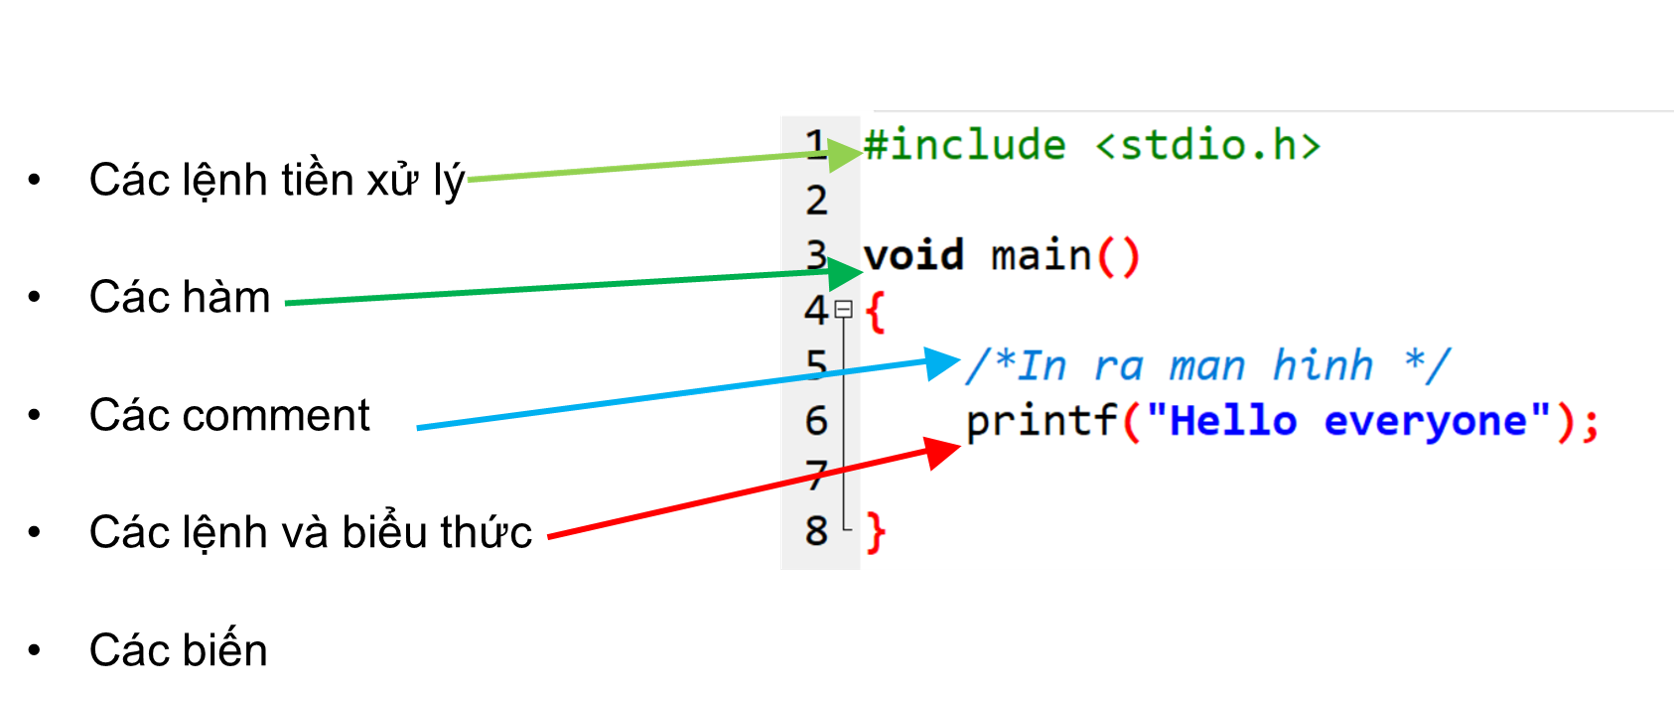 • Các lệnh tiền xử lý
• Các hàm
• Các comment
• Các lệnh và biểu thức
• Các biến
1 #include <stdio.h>
2
3 void main()
4 {
5 /*In ra man hinh */
6 printf("Hello everyone");
7
8 }